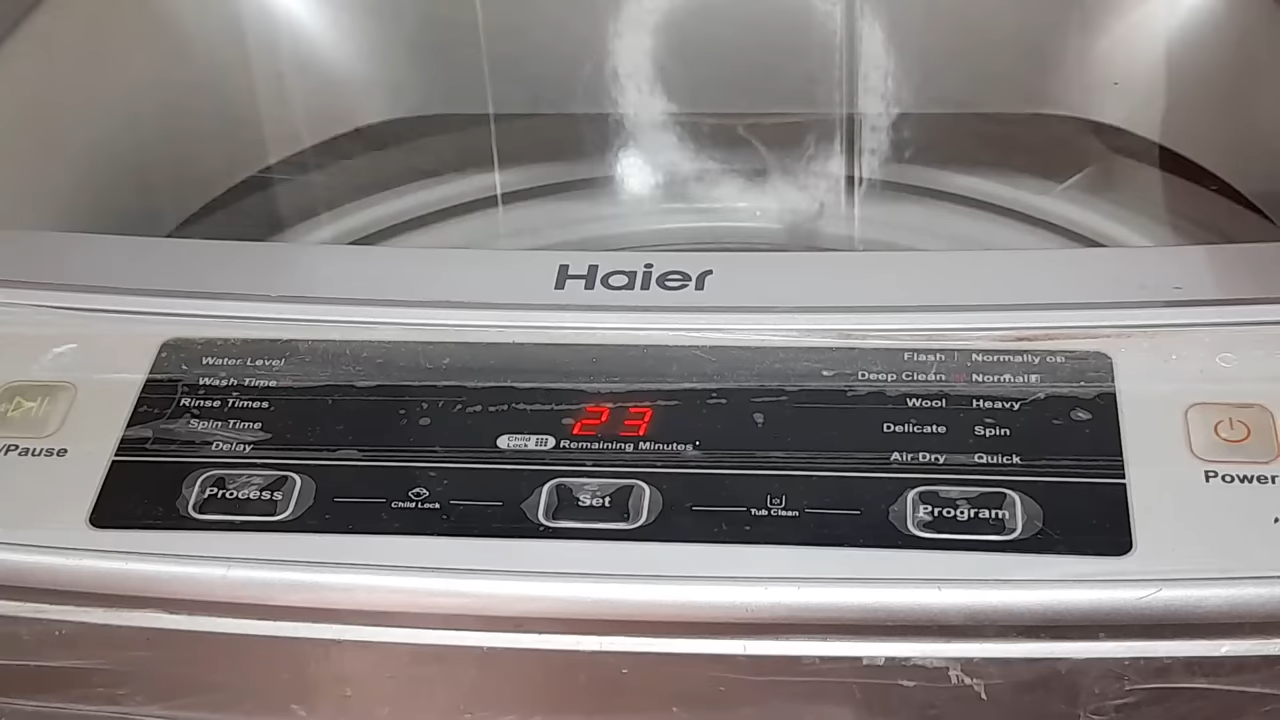 Haier
Water Level
Wash Time
Rinse Times
Spin Time
Delay
23
Child Lock
Remaining Minutes
Flash
Normally on
Deep Clean
Normal
Wool
Heavy
Delicate
Spin
Air Dry
Quick
/Pause
Process
Child Lock
Set
Tub Clean
Program
Power